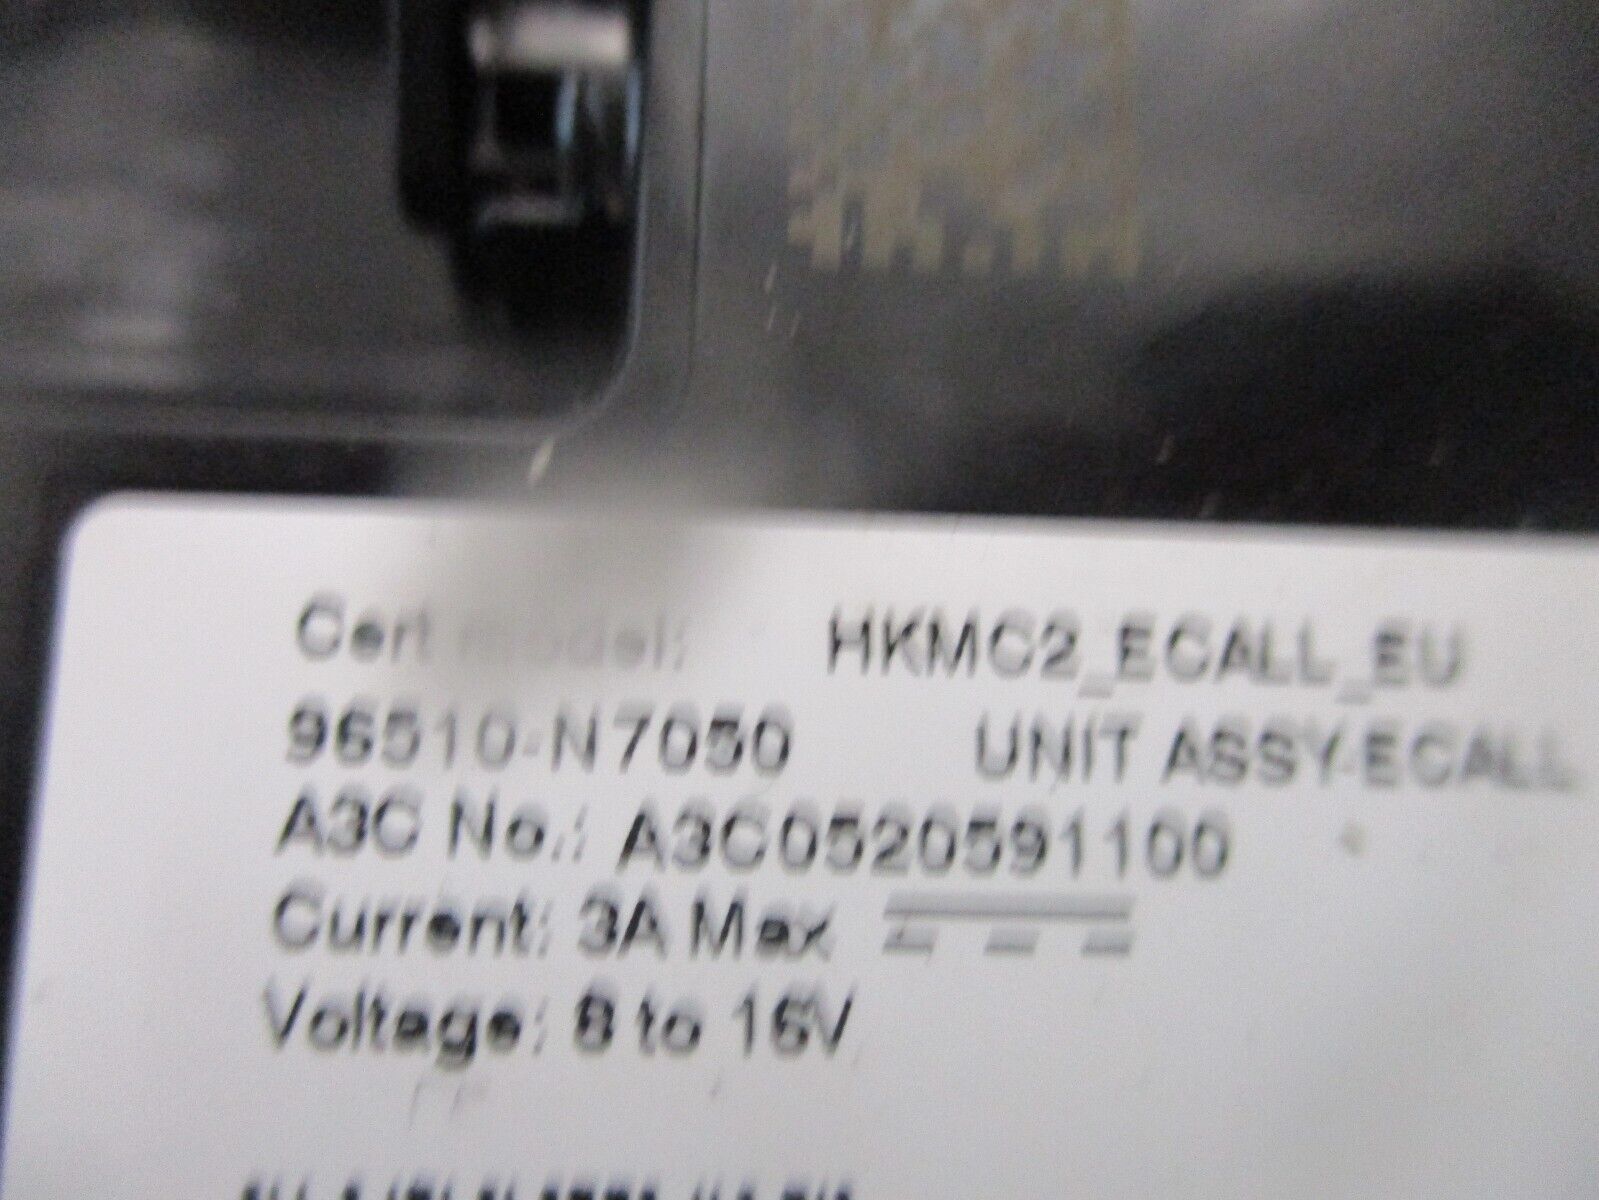 Cert model: HKMC2_ECALL_EU
96510-N7050 UNIT ASSY-ECALL
A3C No.: A3C0520591100
Current: 3A Max
Voltage: 8 to 16V